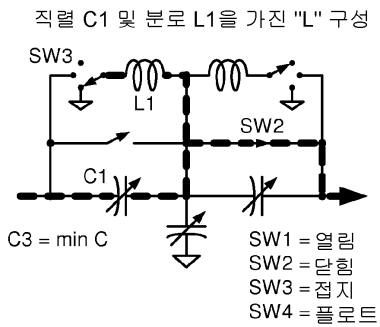 직렬 C1 및 분로 L1을 가진 "L" 구성
SW3
L1
SW2
C1
C3 = min C
SW1 = 열림
SW2 = 닫힘
SW3 = 접지
SW4 = 플로트